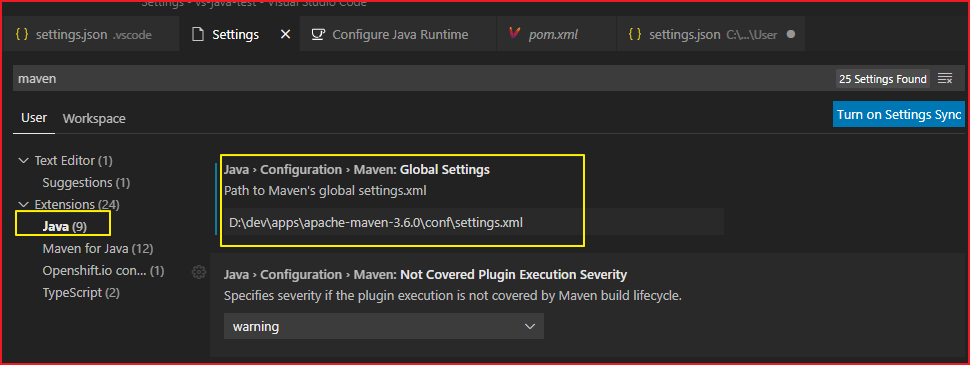 Settings - vs-java-test - Visual Studio Code
{ } settings.json .vscode
Settings
Configure Java Runtime
pom.xml
{ } settings.json C:\...\User
maven
25 Settings Found
User
Workspace
Turn on Settings Sync
Text Editor (1)
Suggestions (1)
Extensions (24)
Java (9)
Maven for Java (12)
Openshift.io con... (1)
TypeScript (2)
Java › Configuration › Maven: Global Settings
Path to Maven's global settings.xml
D:\dev\apps\apache-maven-3.6.0\conf\settings.xml
Java › Configuration › Maven: Not Covered Plugin Execution Severity
Specifies severity if the plugin execution is not covered by Maven build lifecycle.
warning